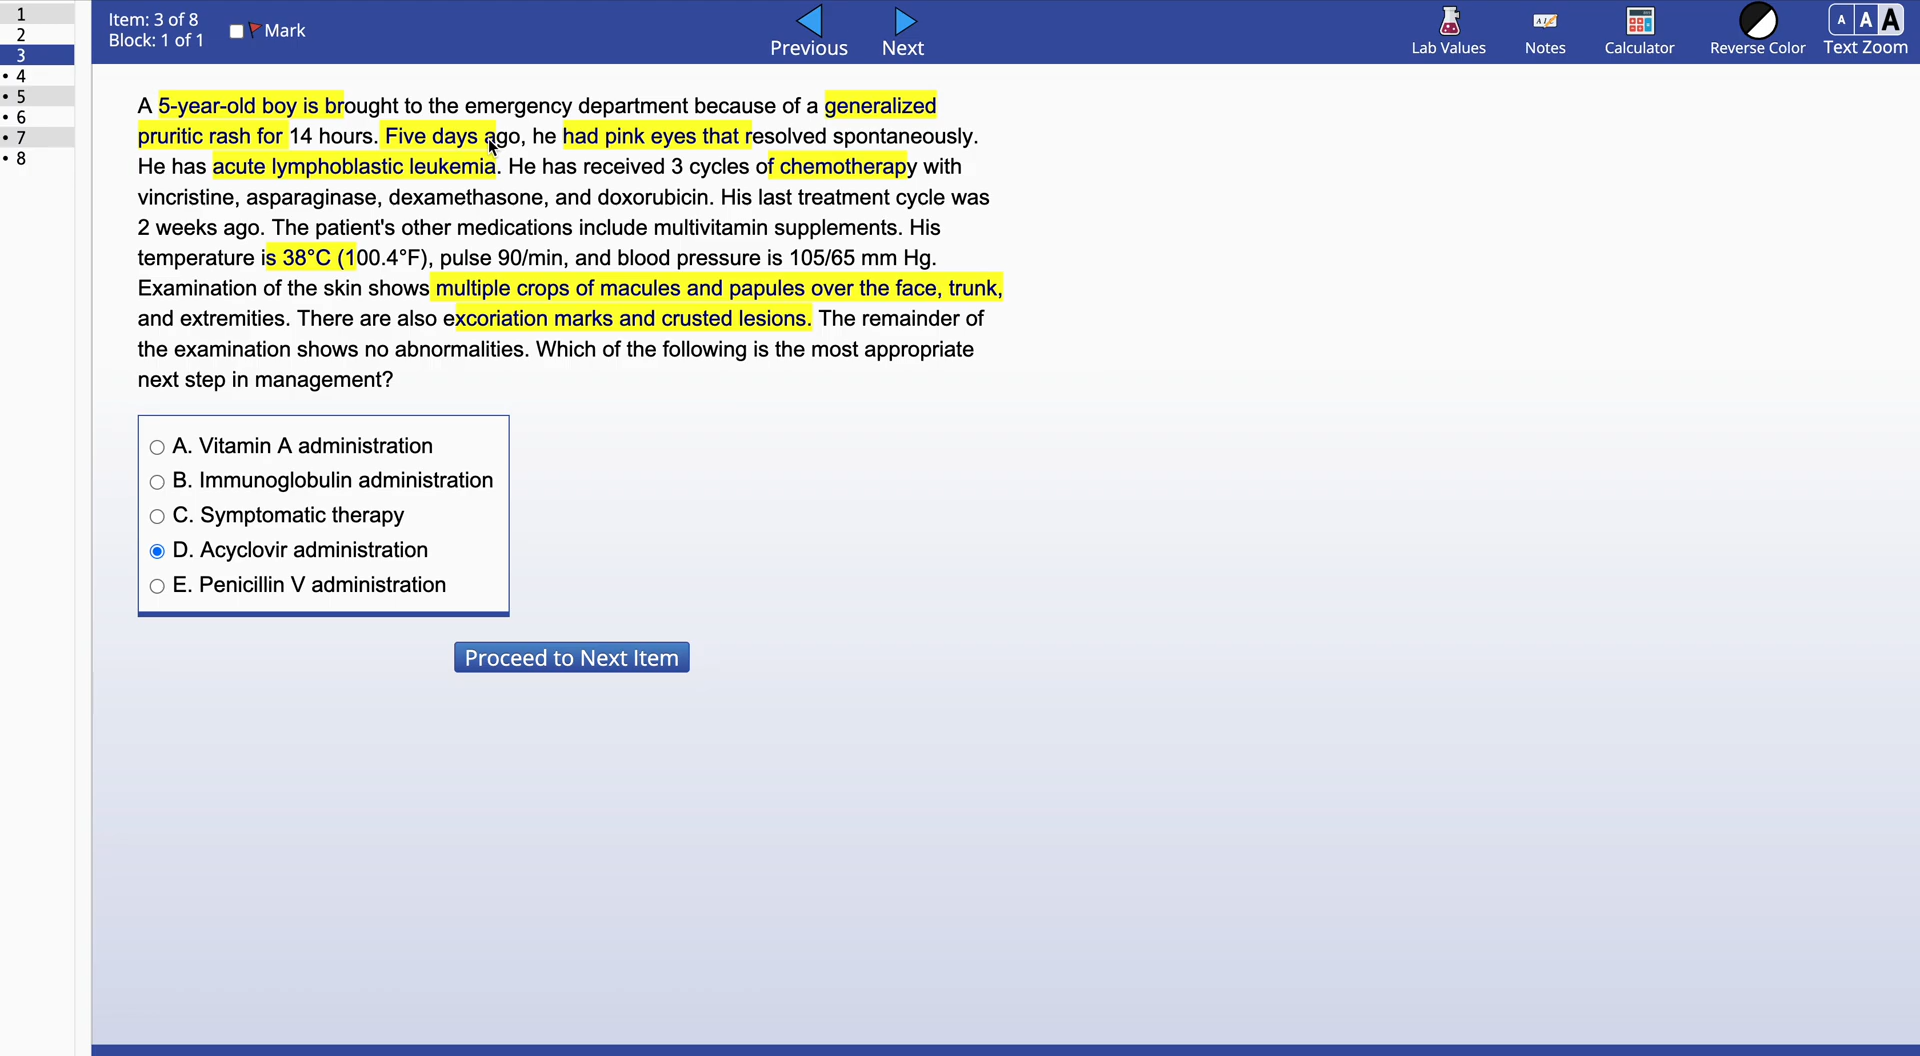 1
2
3
• 4
• 5
• 6
• 7
• 8
Item: 3 of 8
Block: 1 of 1
Mark
Previous
Next
Lab Values
Notes
Calculator
Reverse Color
A A A
Text Zoom
A 5-year-old boy is brought to the emergency department because of a generalized
pruritic rash for 14 hours. Five days ago, he had pink eyes that resolved spontaneously.
He has acute lymphoblastic leukemia. He has received 3 cycles of chemotherapy with
vincristine, asparaginase, dexamethasone, and doxorubicin. His last treatment cycle was
2 weeks ago. The patient's other medications include multivitamin supplements. His
temperature is 38°C (100.4°F), pulse 90/min, and blood pressure is 105/65 mm Hg.
Examination of the skin shows multiple crops of macules and papules over the face, trunk,
and extremities. There are also excoriation marks and crusted lesions. The remainder of
the examination shows no abnormalities. Which of the following is the most appropriate
next step in management?
A. Vitamin A administration
B. Immunoglobulin administration
C. Symptomatic therapy
D. Acyclovir administration
E. Penicillin V administration
Proceed to Next Item